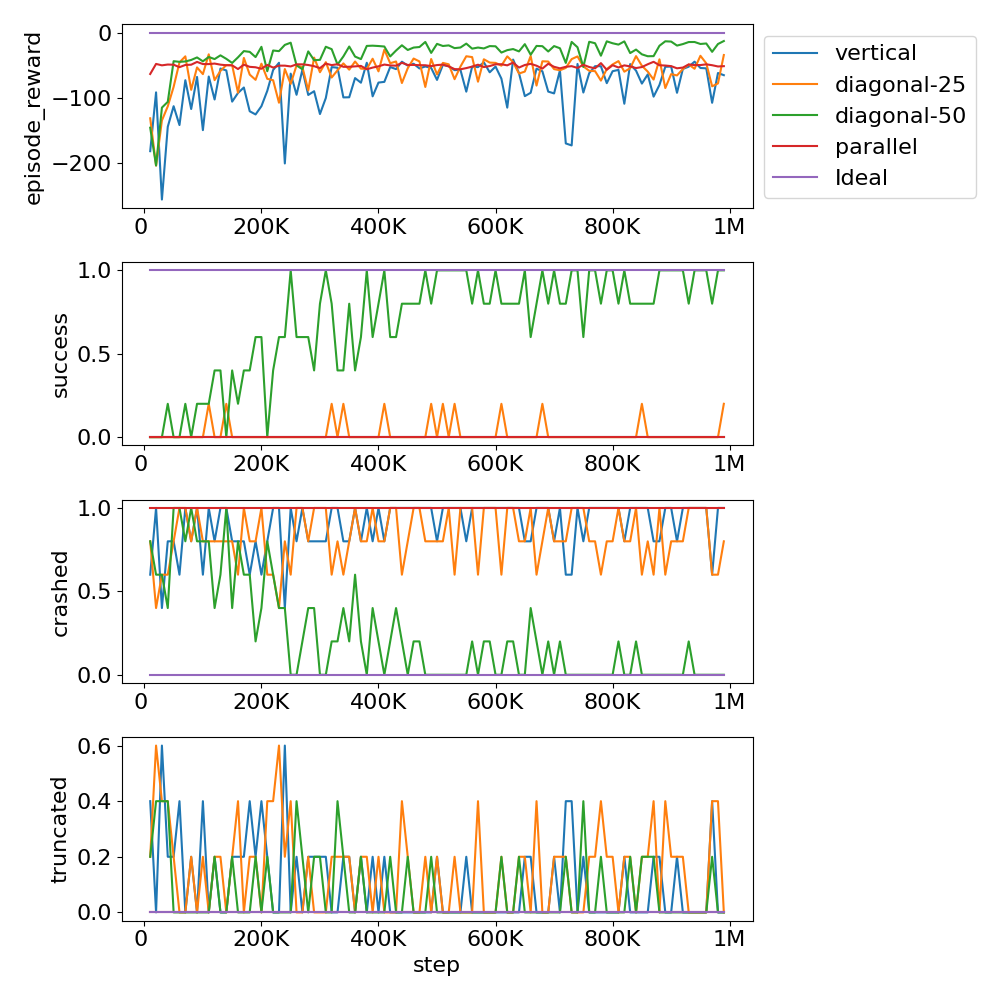 episode_reward
0
−100
−200
0
200K
400K
600K
800K
1M
vertical
diagonal-25
diagonal-50
parallel
Ideal
success
1.0
0.5
0.0
0
200K
400K
600K
800K
1M
crashed
1.0
0.5
0.0
0
200K
400K
600K
800K
1M
truncated
0.6
0.4
0.2
0.0
0
200K
400K
600K
800K
1M
step